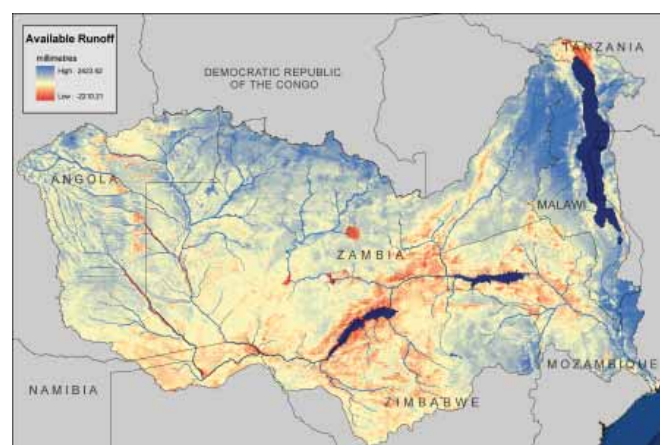 Available Runoff
millimetres
High : 2423.62
Low : -2210.21
TANZANIA
DEMOCRATIC REPUBLIC
OF THE CONGO
ANGOLA
MALAWI
ZAMBIA
MOZAMBIQUE
NAMIBIA
ZIMBABWE